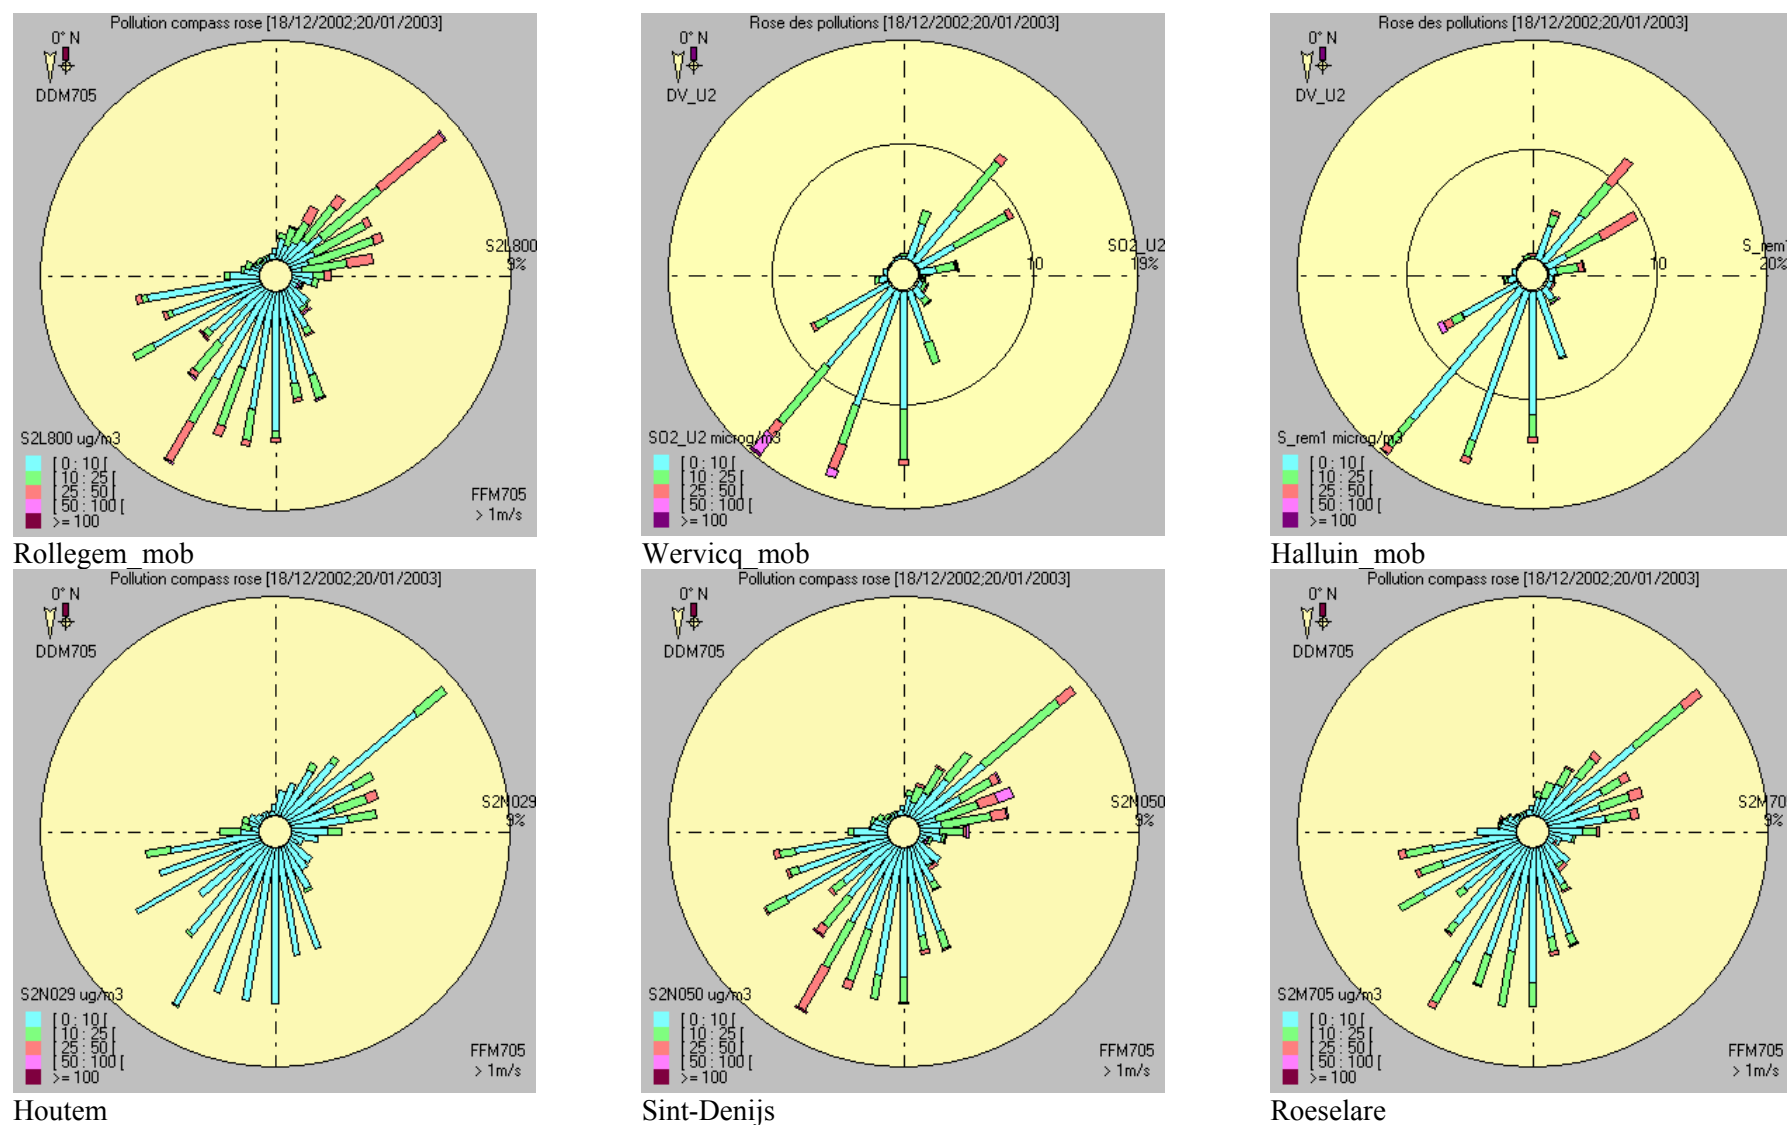 Pollution compass rose [18/12/2002;20/01/2003]
0° N
DDM705
S2L800
9%
S2L800 ug/m3
[ 0 : 10 [
[ 10 : 25 [
[ 25 : 50 [
[ 50 : 100 [
>= 100
FFM705
> 1m/s
Rollegem_mob
Rose des pollutions [18/12/2002;20/01/2003]
0° N
DV_U2
SO2_U2
10
19%
SO2_U2 microg/m3
[ 0 : 10 [
[ 10 : 25 [
[ 25 : 50 [
[ 50 : 100 [
>= 100
Wervicq_mob
Rose des pollutions [18/12/2002;20/01/2003]
0° N
DV_U2
S_rem1
10
20%
S_rem1 microg/m3
[ 0 : 10 [
[ 10 : 25 [
[ 25 : 50 [
[ 50 : 100 [
>= 100
Halluin_mob
Pollution compass rose [18/12/2002;20/01/2003]
0° N
DDM705
S2N029
9%
S2N029 ug/m3
[ 0 : 10 [
[ 10 : 25 [
[ 25 : 50 [
[ 50 : 100 [
>= 100
FFM705
> 1m/s
Houtem
Pollution compass rose [18/12/2002;20/01/2003]
0° N
DDM705
S2N050
9%
S2N050 ug/m3
[ 0 : 10 [
[ 10 : 25 [
[ 25 : 50 [
[ 50 : 100 [
>= 100
FFM705
> 1m/s
Sint-Denijs
Pollution compass rose [18/12/2002;20/01/2003]
0° N
DDM705
S2M70
9%
S2M705 ug/m3
[ 0 : 10 [
[ 10 : 25 [
[ 25 : 50 [
[ 50 : 100 [
>= 100
FFM705
> 1m/s
Roeselare